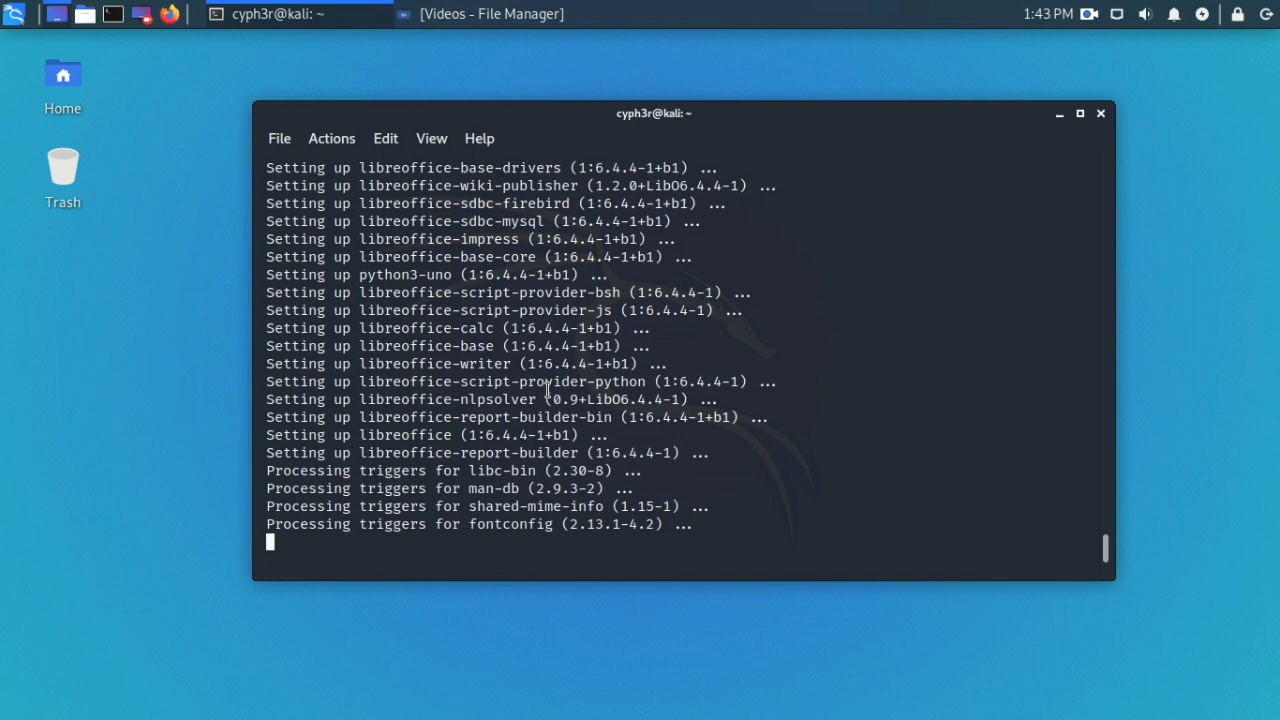 cyph3r@kali: ~
[Videos - File Manager]
1:43 PM
Home
Trash
cyph3r@kali: ~
File Actions Edit View Help
Setting up libreoffice-base-drivers (1:6.4.4-1+b1) ...
Setting up libreoffice-wiki-publisher (1.2.0+LibO6.4.4-1) ...
Setting up libreoffice-sdbc-firebird (1:6.4.4-1+b1) ...
Setting up libreoffice-sdbc-mysql (1:6.4.4-1+b1) ...
Setting up libreoffice-impress (1:6.4.4-1+b1) ...
Setting up libreoffice-base-core (1:6.4.4-1+b1) ...
Setting up python3-uno (1:6.4.4-1+b1) ...
Setting up libreoffice-script-provider-bsh (1:6.4.4-1) ...
Setting up libreoffice-script-provider-js (1:6.4.4-1) ...
Setting up libreoffice-calc (1:6.4.4-1+b1) ...
Setting up libreoffice-base (1:6.4.4-1+b1) ...
Setting up libreoffice-writer (1:6.4.4-1+b1) ...
Setting up libreoffice-script-provider-python (1:6.4.4-1) ...
Setting up libreoffice-nlpsolver (0.9+LibO6.4.4-1) ...
Setting up libreoffice-report-builder-bin (1:6.4.4-1+b1) ...
Setting up libreoffice (1:6.4.4-1+b1) ...
Setting up libreoffice-report-builder (1:6.4.4-1) ...
Processing triggers for libc-bin (2.30-8) ...
Processing triggers for man-db (2.9.3-2) ...
Processing triggers for shared-mime-info (1.15-1) ...
Processing triggers for fontconfig (2.13.1-4.2) ...